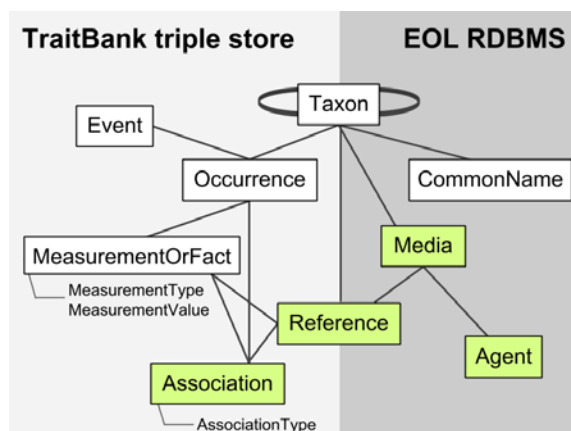 TraitBank triple store
EOL RDBMS
Taxon
Event
Occurrence
CommonName
MeasurementOrFact
Media
MeasurementType
MeasurementValue
Reference
Agent
Association
AssociationType